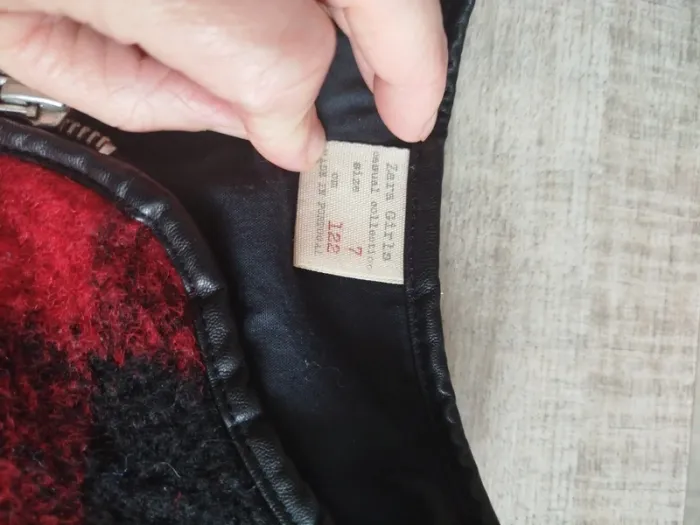 Zara Girls
casual collection
size 7
cm 122
MADE IN PORTUGAL